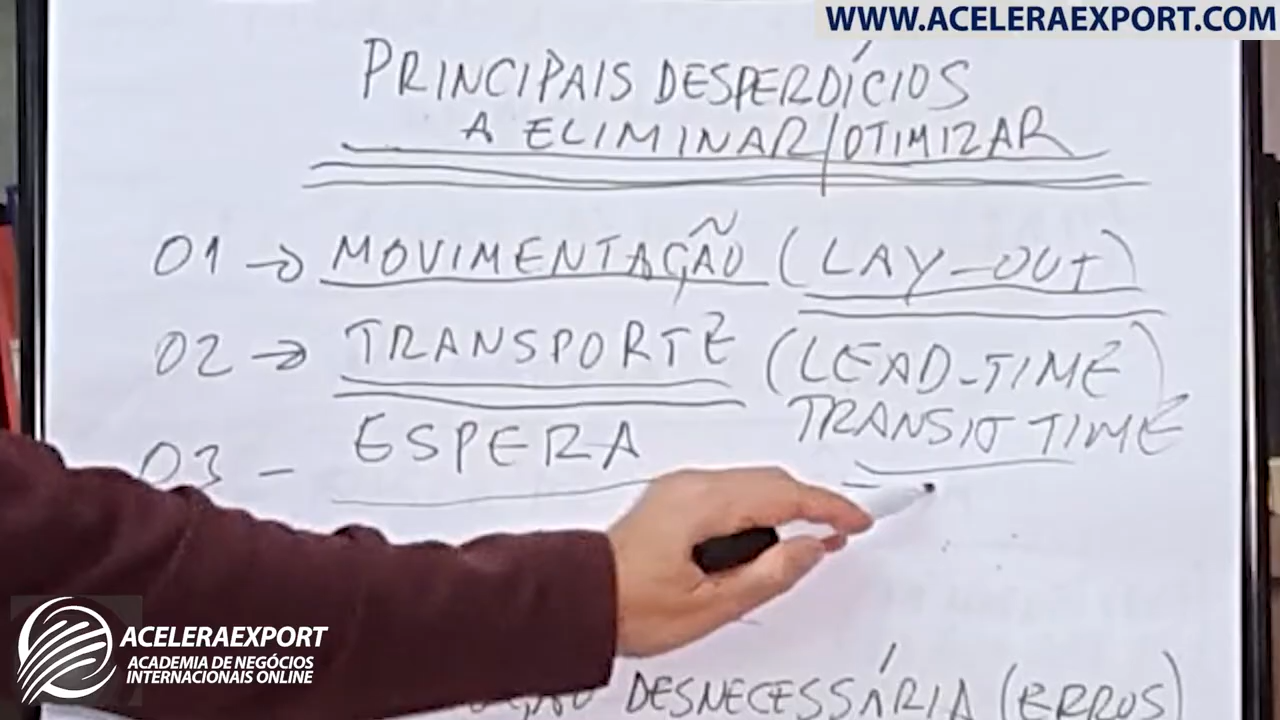 WWW.ACELERAEXPORT.COM
PRINCIPAIS DESPERDÍCIOS
A ELIMINAR/OTIMIZAR
01 → MOVIMENTAÇÃO (LAY-OUT)
02 → TRANSPORTE (LEAD-TIME)
TRANSIT TIME
03 - ESPERA
DESNECESSÁRIA (ERROS)
ACELERAEXPORT
ACADEMIA DE NEGÓCIOS
INTERNACIONAIS ONLINE